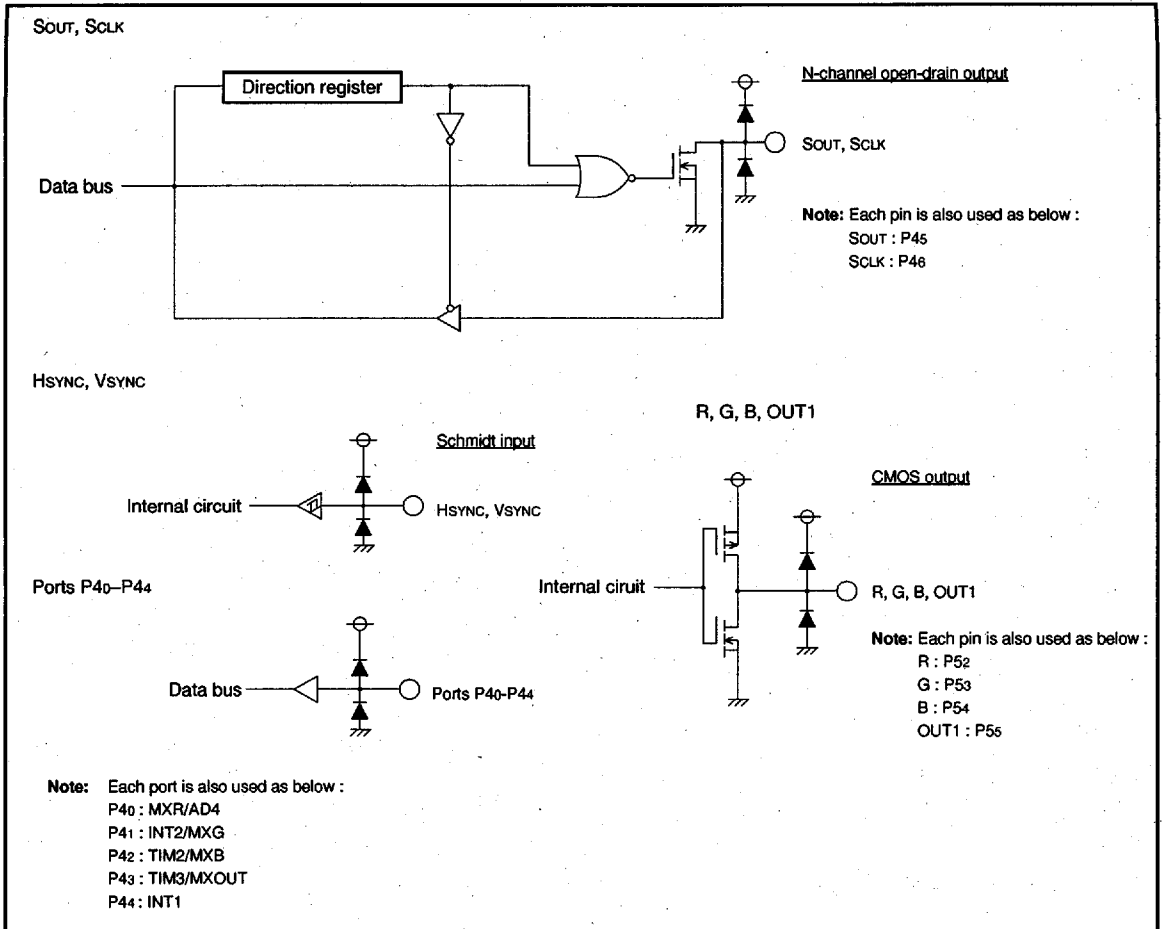 SOUT, SCLK
Direction register
N-channel open-drain output
SOUT, SCLK
Data bus
Note: Each pin is also used as below :
SOUT : P45
SCLK : P46
HSYNC, VSYNC
Schmidt input
Internal circuit
HSYNC, VSYNC
R, G, B, OUT1
CMOS output
Internal ciruit
R, G, B, OUT1
Note: Each pin is also used as below :
R : P52
G : P53
B : P54
OUT1 : P55
Ports P40–P44
Data bus
Ports P40-P44
Note: Each port is also used as below :
P40 : MXR/AD4
P41 : INT2/MXG
P42 : TIM2/MXB
P43 : TIM3/MXOUT
P44 : INT1